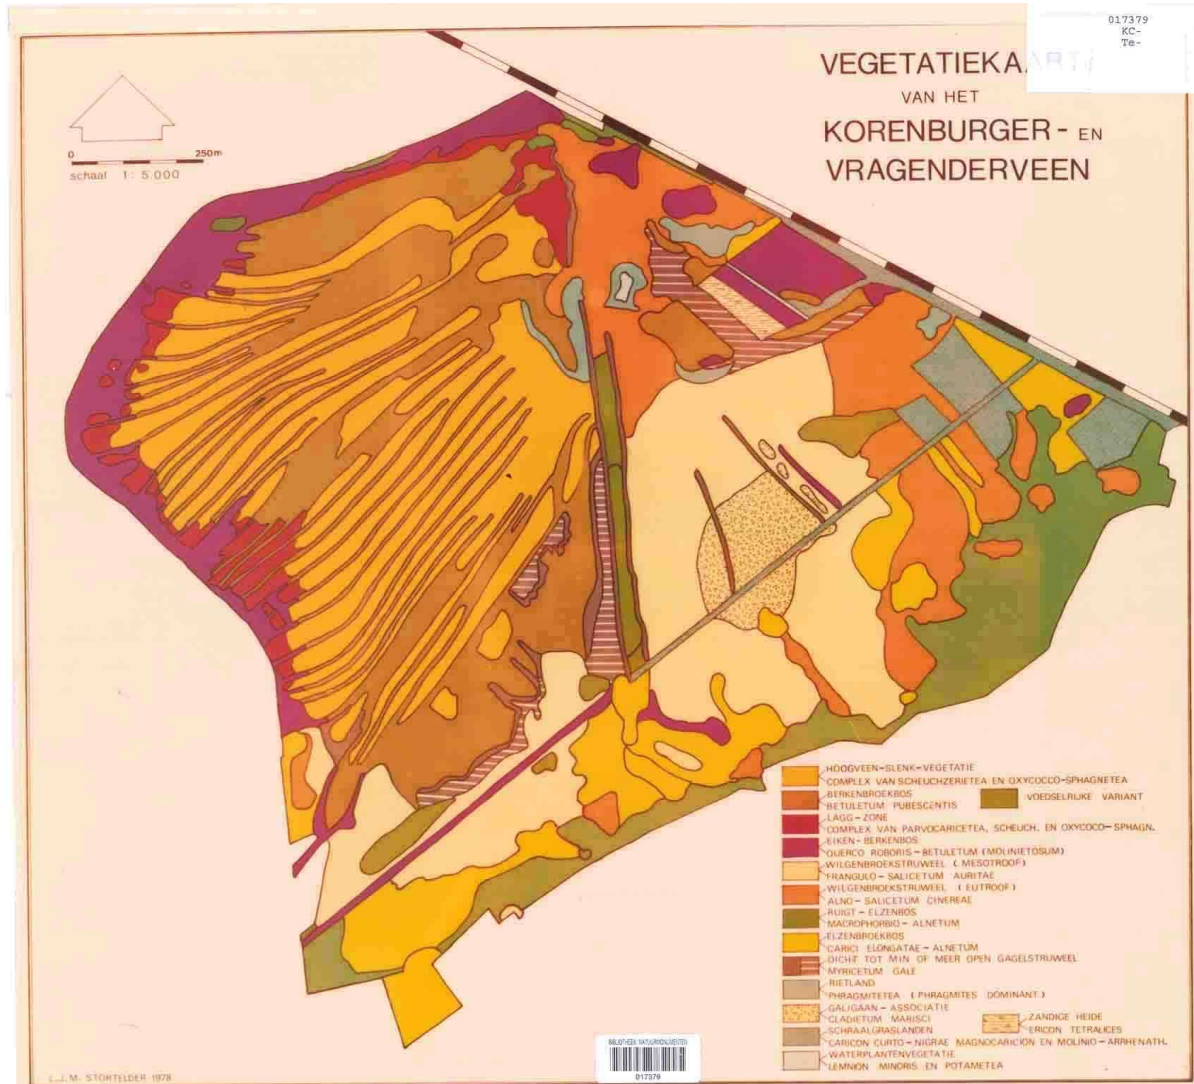 017379
KC-
Te-
VEGETATIEKAART
VAN HET
KORENBURGER- EN
VRAGENDERVEEN
0 250m
schaal 1: 5.000
HOOGVEEN-SLENK-VEGETATIE
COMPLEX VAN SCHEUCHZERIETEA EN OXYCOCCO-SPHAGNETEA
BERKENBROEKBOS
BETULETUM PUBESCENTIS
VOEDSELRIJKE VARIANT
LAGG-ZONE
COMPLEX VAN PARVOCARICETEA, SCHEUCH. EN OXYCOCO-SPHAGN.
EIKEN-BERKENBOS
QUERCO ROBORIS-BETULETUM (MOLINIETOSUM)
WILGENBROEKSTRUWEEL (MESOTROOF)
FRANGULO-SALICETUM AURITAE
WILGENBROEKSTRUWEEL (EUTROOF)
ALNO-SALICETUM CINEREAE
RUIGT-ELZENBOS
MACROPHORBIO-ALNETUM
ELZENBROEKBOS
CARICI ELONGATAE-ALNETUM
DICHT TOT MIN OF MEER OPEN GAGELSTRUWEEL
MYRICETUM GALE
RIETLAND
PHRAGMITETEA (PHRAGMITES DOMINANT)
GALIGAAN-ASSOCIATIE
CLADIETUM MARISCI
ZANDIGE HEIDE
ERICON TETRALICES
SCHRAALGRASLANDEN
CARICON CURTO-NIGRAE MAGNOCARICION EN MOLINIO-ARRHENATH.
WATERPLANTENVEGETATIE
LEMNION MINORIS EN POTAMETEA
BIBLIOTHEEK NATUURMONUMENTEN
017379
L.J.M. STORTELDER 1978